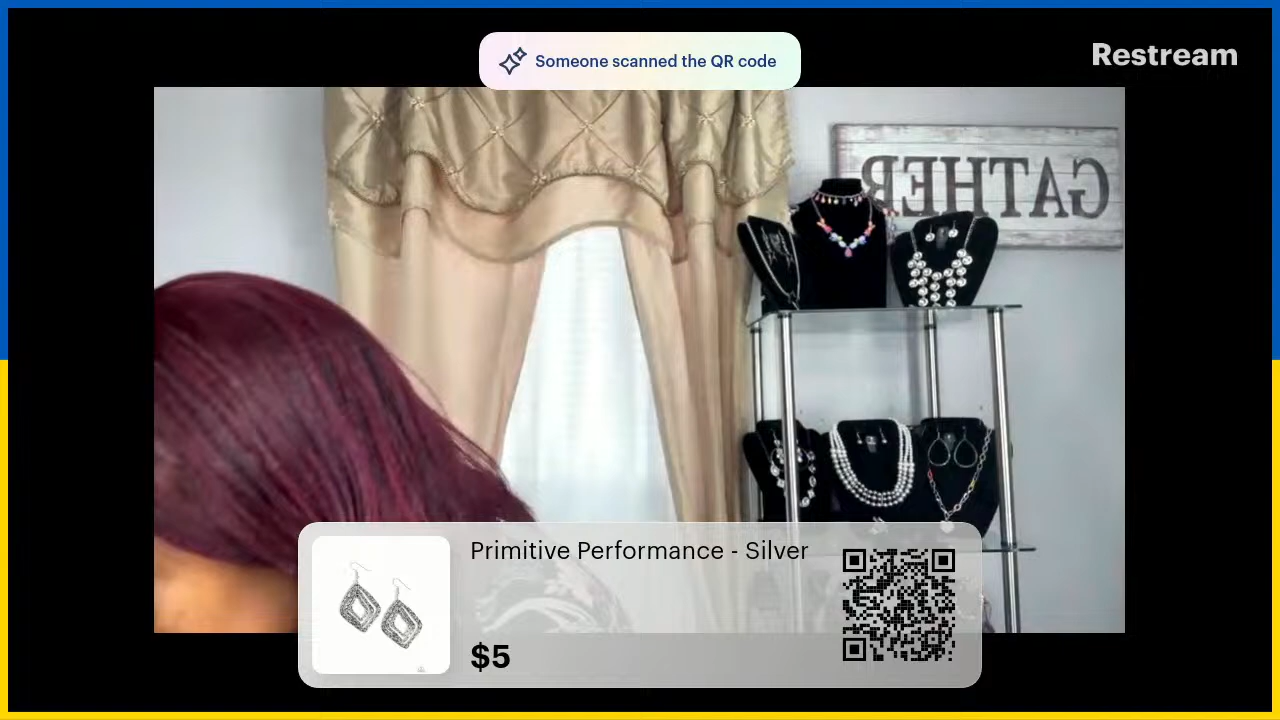 Someone scanned the QR code
Restream
GATHER
Primitive Performance - Silver
$5